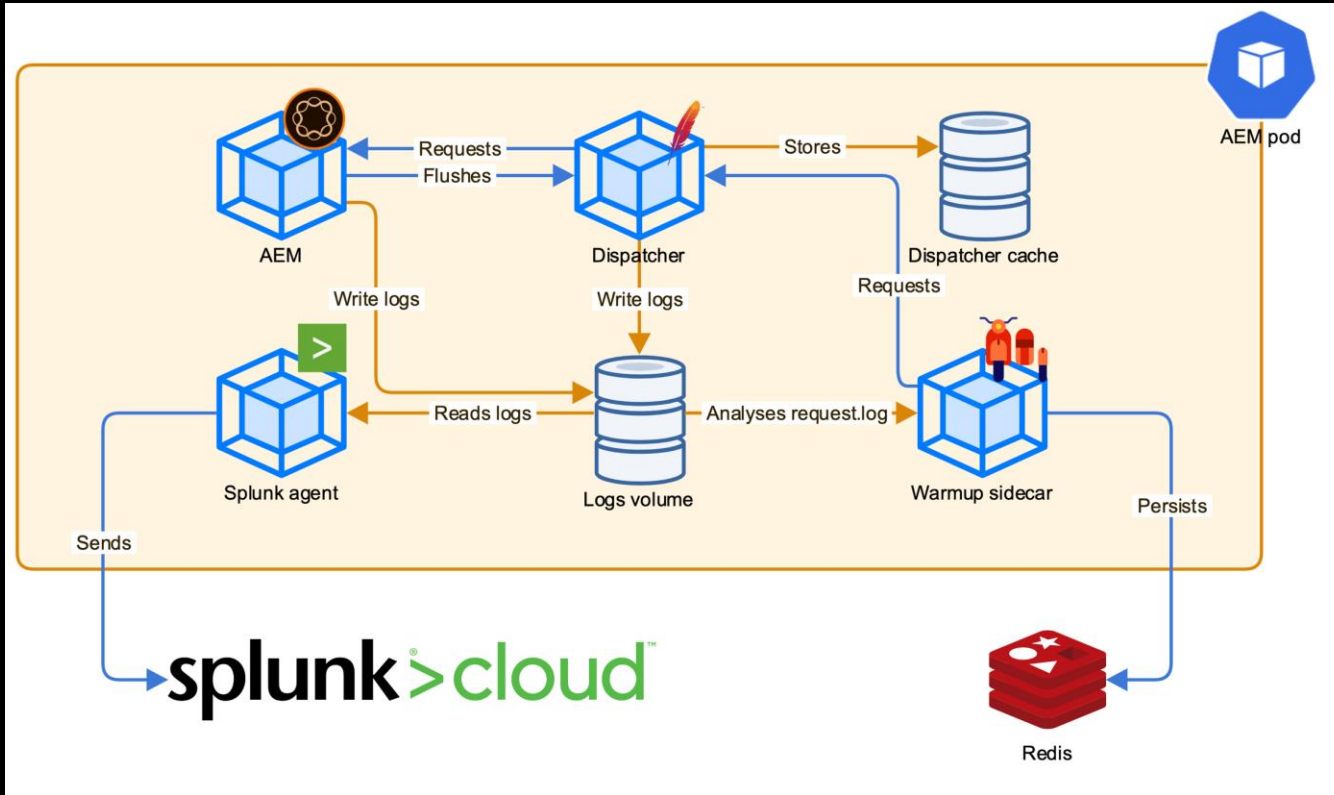 AEM pod
Requests
Stores
Flushes
AEM
Dispatcher
Dispatcher cache
Requests
Write logs
Write logs
>
Reads logs
Analyses request.log
Splunk agent
Logs volume
Warmup sidecar
Persists
Sends
splunk®>cloud™
Redis